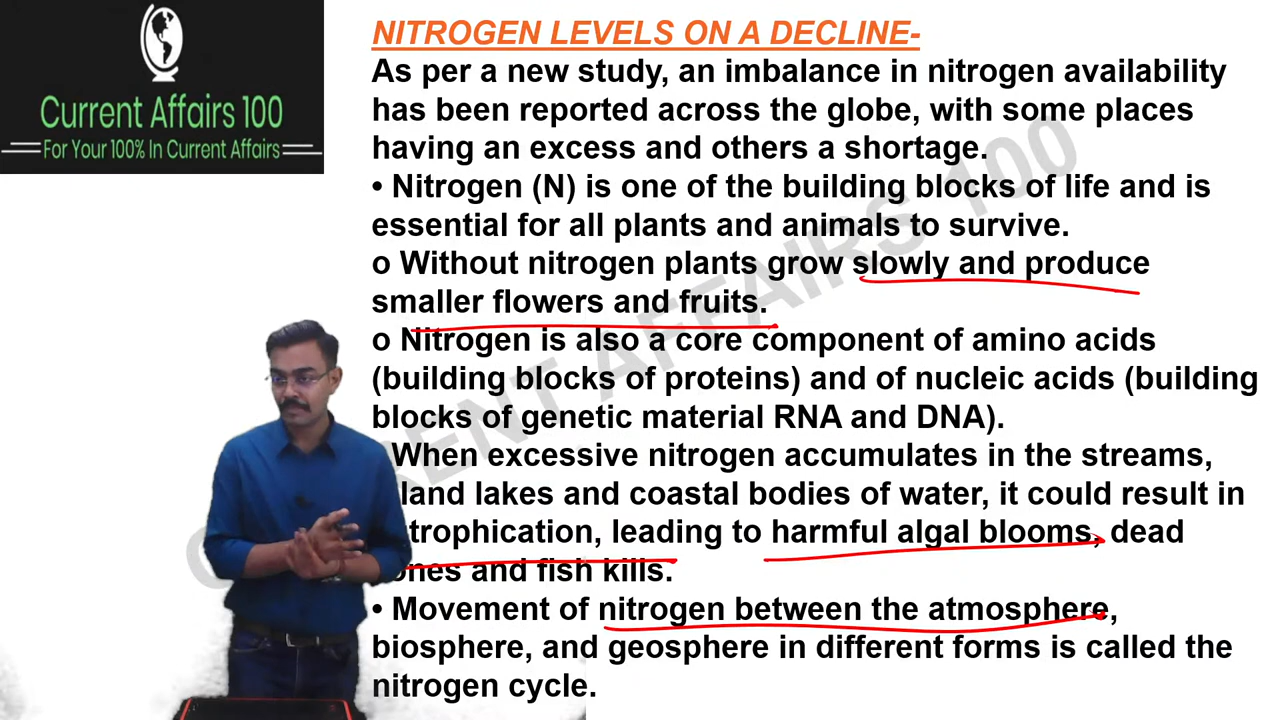 Current Affairs 100
For Your 100% In Current Affairs
NITROGEN LEVELS ON A DECLINE-
As per a new study, an imbalance in nitrogen availability
has been reported across the globe, with some places
having an excess and others a shortage.
• Nitrogen (N) is one of the building blocks of life and is
essential for all plants and animals to survive.
o Without nitrogen plants grow slowly and produce
smaller flowers and fruits.
o Nitrogen is also a core component of amino acids
(building blocks of proteins) and of nucleic acids (building
blocks of genetic material RNA and DNA).
When excessive nitrogen accumulates in the streams,
land lakes and coastal bodies of water, it could result in
trophication, leading to harmful algal blooms, dead
ones and fish kills.
• Movement of nitrogen between the atmosphere,
biosphere, and geosphere in different forms is called the
nitrogen cycle.